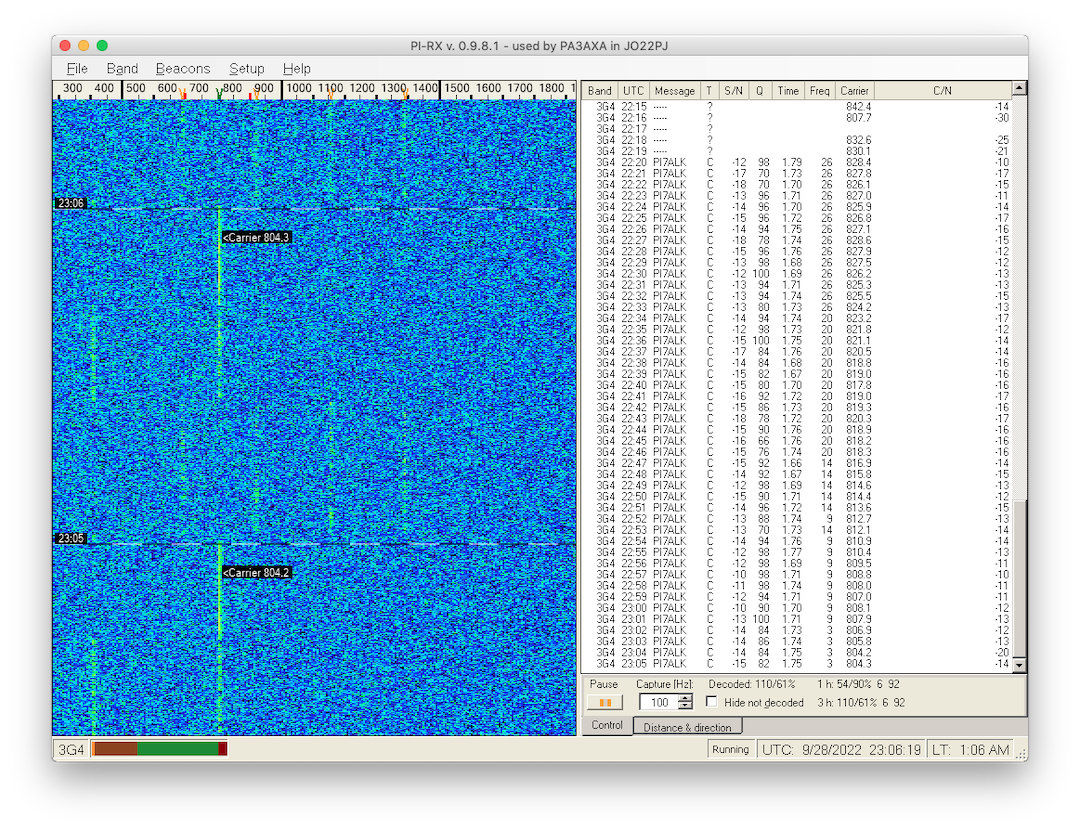 PI-RX v. 0.9.8.1 - used by PA3AXA in JO22PJ
File Band Beacons Setup Help
300 400 500 600 700 800 900 1000 1100 1200 1300 1400 1500 1600 1700 1800 1
23:06
<Carrier 804.3
23:05
<Carrier 804.2
Band UTC Message T S/N Q Time Freq Carrier C/N
3G4 22:15 ----- ? 842.4 -14
3G4 22:16 ----- ? 807.7 -30
3G4 22:17 ----- ?
3G4 22:18 ----- ? 832.6 -25
3G4 22:19 ----- ? 830.1 -21
3G4 22:20 PI7ALK C -12 98 1.79 26 828.4 -10
3G4 22:21 PI7ALK C -17 70 1.73 26 827.8 -17
3G4 22:22 PI7ALK C -18 70 1.70 26 826.1 -15
3G4 22:23 PI7ALK C -13 96 1.71 26 827.0 -11
3G4 22:24 PI7ALK C -14 96 1.70 26 825.9 -14
3G4 22:25 PI7ALK C -15 96 1.72 26 826.8 -17
3G4 22:26 PI7ALK C -14 94 1.75 26 827.1 -16
3G4 22:27 PI7ALK C -18 78 1.74 26 828.6 -15
3G4 22:28 PI7ALK C -15 96 1.76 26 827.9 -12
3G4 22:29 PI7ALK C -13 98 1.68 26 827.5 -12
3G4 22:30 PI7ALK C -12 100 1.69 26 826.2 -13
3G4 22:31 PI7ALK C -13 94 1.71 26 825.3 -13
3G4 22:32 PI7ALK C -13 94 1.74 26 825.5 -15
3G4 22:33 PI7ALK C -13 80 1.73 26 824.2 -13
3G4 22:34 PI7ALK C -14 94 1.74 20 823.2 -17
3G4 22:35 PI7ALK C -12 98 1.73 20 821.8 -12
3G4 22:36 PI7ALK C -15 100 1.75 20 821.1 -14
3G4 22:37 PI7ALK C -17 84 1.76 20 820.5 -14
3G4 22:38 PI7ALK C -14 84 1.68 20 818.8 -16
3G4 22:39 PI7ALK C -15 82 1.67 20 819.0 -16
3G4 22:40 PI7ALK C -15 80 1.70 20 817.8 -16
3G4 22:41 PI7ALK C -16 92 1.72 20 819.0 -17
3G4 22:42 PI7ALK C -15 86 1.73 20 819.3 -16
3G4 22:43 PI7ALK C -18 78 1.72 20 820.3 -17
3G4 22:44 PI7ALK C -15 90 1.76 20 818.9 -16
3G4 22:45 PI7ALK C -16 66 1.76 20 818.2 -16
3G4 22:46 PI7ALK C -15 76 1.74 20 818.3 -16
3G4 22:47 PI7ALK C -15 92 1.66 14 816.9 -14
3G4 22:48 PI7ALK C -14 92 1.67 14 815.8 -15
3G4 22:49 PI7ALK C -12 98 1.69 14 814.6 -13
3G4 22:50 PI7ALK C -15 90 1.71 14 814.4 -12
3G4 22:51 PI7ALK C -14 96 1.72 14 813.6 -15
3G4 22:52 PI7ALK C -13 88 1.74 9 812.7 -13
3G4 22:53 PI7ALK C -13 70 1.73 14 812.1 -14
3G4 22:54 PI7ALK C -14 94 1.76 9 810.9 -14
3G4 22:55 PI7ALK C -12 98 1.77 9 810.4 -13
3G4 22:56 PI7ALK C -12 98 1.69 9 809.5 -11
3G4 22:57 PI7ALK C -10 98 1.71 9 808.8 -10
3G4 22:58 PI7ALK C -11 98 1.74 9 808.0 -11
3G4 22:59 PI7ALK C -12 94 1.71 9 807.0 -11
3G4 23:00 PI7ALK C -10 90 1.70 9 808.1 -12
3G4 23:01 PI7ALK C -13 100 1.71 9 807.9 -13
3G4 23:02 PI7ALK C -14 84 1.73 3 806.9 -12
3G4 23:03 PI7ALK C -14 86 1.74 3 805.8 -13
3G4 23:04 PI7ALK C -14 84 1.75 3 804.2 -20
3G4 23:05 PI7ALK C -15 82 1.75 3 804.3 -14
Pause Capture [Hz]: Decoded: 110/61% 1 h: 54/90% 6 92
100 Hide not decoded 3 h: 110/61% 6 92
Control Distance & direction
3G4 Running UTC: 9/28/2022 23:06:19 LT: 1:06 AM